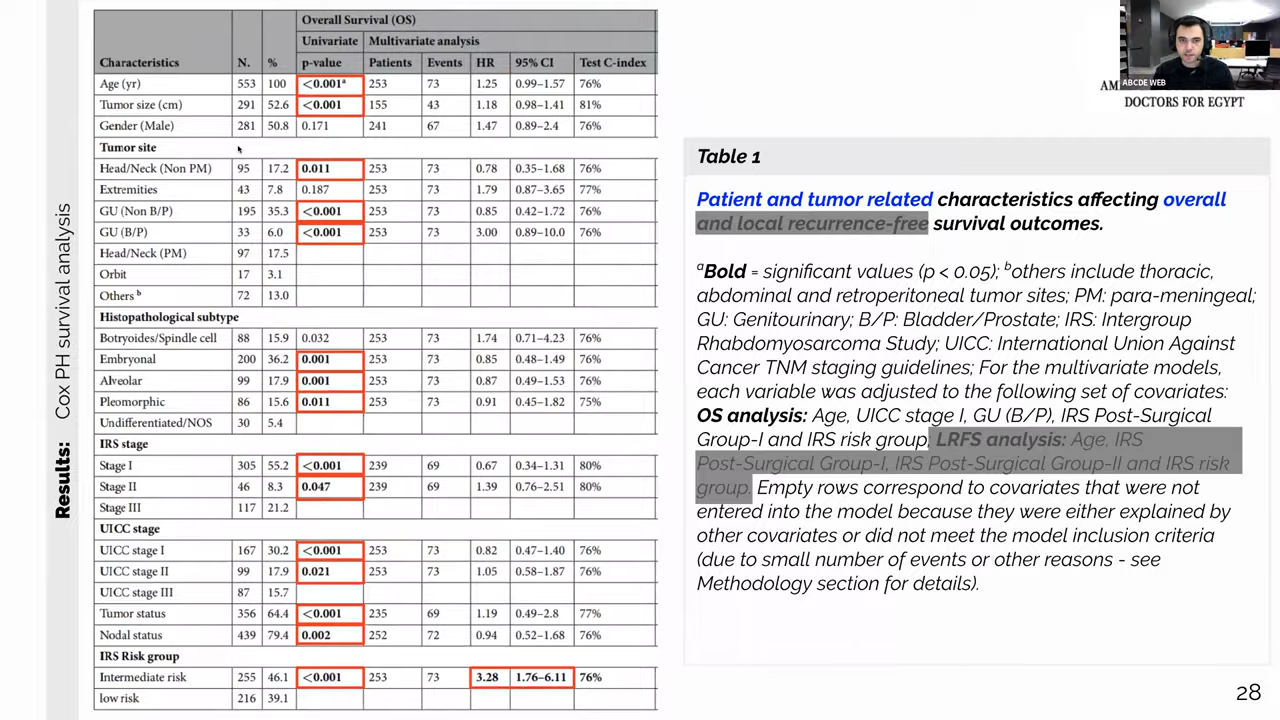 Results: Cox PH survival analysis
Overall Survival (OS)
Univariate Multivariate analysis
Characteristics N. % p-value Patients Events HR 95% CI Test C-index
Age (yr) 553 100 <0.001ᵃ 253 73 1.25 0.99–1.57 76%
Tumor size (cm) 291 52.6 <0.001 155 43 1.18 0.98–1.41 81%
Gender (Male) 281 50.8 0.171 241 67 1.47 0.89–2.4 76%
Tumor site
Head/Neck (Non PM) 95 17.2 0.011 253 73 0.78 0.35–1.68 76%
Extremities 43 7.8 0.187 253 73 1.79 0.87–3.65 77%
GU (Non B/P) 195 35.3 <0.001 253 73 0.85 0.42–1.72 76%
GU (B/P) 33 6.0 <0.001 253 73 3.00 0.89–10.0 76%
Head/Neck (PM) 97 17.5
Orbit 17 3.1
Others ᵇ 72 13.0
Histopathological subtype
Botryoides/Spindle cell 88 15.9 0.032 253 73 1.74 0.71–4.23 76%
Embryonal 200 36.2 0.001 253 73 0.85 0.48–1.49 76%
Alveolar 99 17.9 0.001 253 73 0.87 0.49–1.53 76%
Pleomorphic 86 15.6 0.011 253 73 0.91 0.45–1.82 75%
Undifferentiated/NOS 30 5.4
IRS stage
Stage I 305 55.2 <0.001 239 69 0.67 0.34–1.31 80%
Stage II 46 8.3 0.047 239 69 1.39 0.76–2.51 80%
Stage III 117 21.2
UICC stage
UICC stage I 167 30.2 <0.001 253 73 0.82 0.47–1.40 76%
UICC stage II 99 17.9 0.021 253 73 1.05 0.58–1.87 76%
UICC stage III 87 15.7
Tumor status 356 64.4 <0.001 235 69 1.19 0.49–2.8 77%
Nodal status 439 79.4 0.002 252 72 0.94 0.52–1.68 76%
IRS Risk group
Intermediate risk 255 46.1 <0.001 253 73 3.28 1.76–6.11 76%
low risk 216 39.1
ABCDE WEB
DOCTORS FOR EGYPT
Table 1
Patient and tumor related characteristics affecting overall
and local recurrence-free survival outcomes.
ᵃBold = significant values (p < 0.05); ᵇothers include thoracic,
abdominal and retroperitoneal tumor sites; PM: para-meningeal;
GU: Genitourinary; B/P: Bladder/Prostate; IRS: Intergroup
Rhabdomyosarcoma Study; UICC: International Union Against
Cancer TNM staging guidelines; For the multivariate models,
each variable was adjusted to the following set of covariates:
OS analysis: Age, UICC stage I, GU (B/P), IRS Post-Surgical
Group-I and IRS risk group, LRFS analysis: Age, IRS
Post-Surgical Group-I, IRS Post-Surgical Group-II and IRS risk
group. Empty rows correspond to covariates that were not
entered into the model because they were either explained by
other covariates or did not meet the model inclusion criteria
(due to small number of events or other reasons - see
Methodology section for details).
28